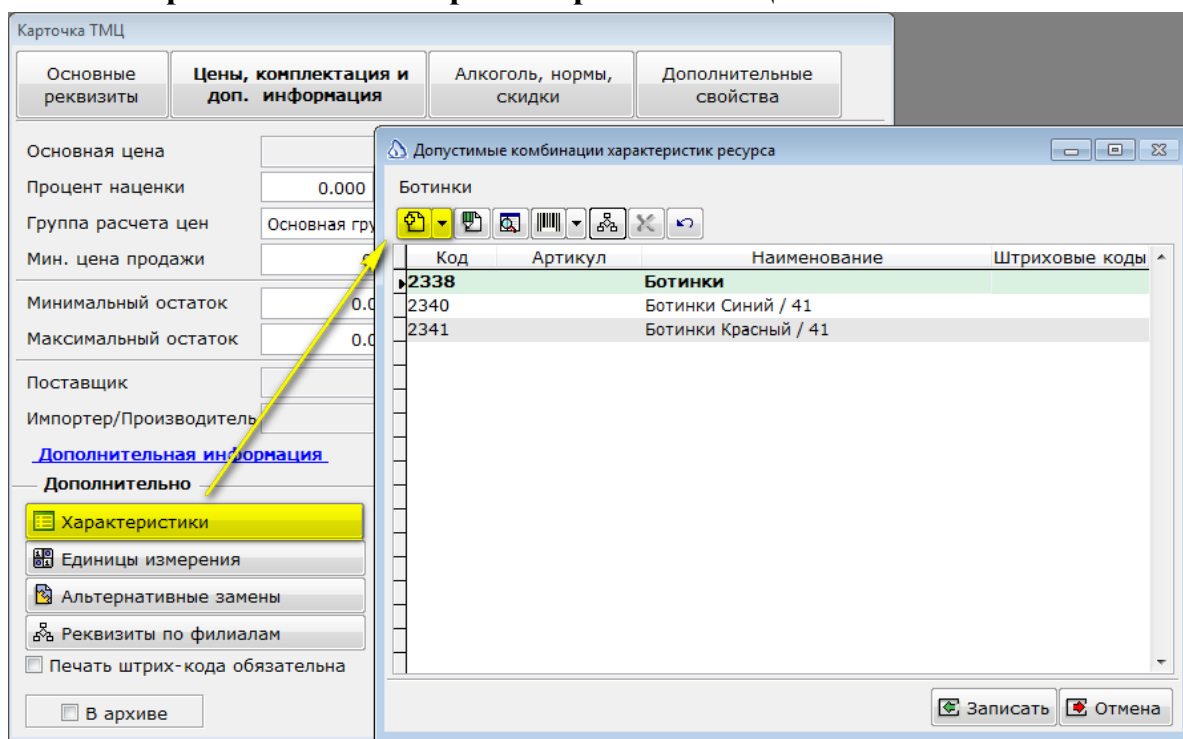 Карточка ТМЦ
Основные реквизиты
Цены, комплектация и доп. информация
Алкоголь, нормы, скидки
Дополнительные свойства
Основная цена
Процент наценки 0.000
Группа расчета цен Основная гру
Мин. цена продажи
Минимальный остаток 0.0
Максимальный остаток 0.0
Поставщик
Импортер/Производитель
Дополнительная информация
Дополнительно
Характеристики
Единицы измерения
Альтернативные замены
Реквизиты по филиалам
Печать штрих-кода обязательна
В архиве
Допустимые комбинации характеристик ресурса
Ботинки
Код Артикул Наименование Штриховые коды
2338 Ботинки
2340 Ботинки Синий / 41
2341 Ботинки Красный / 41
Записать Отмена